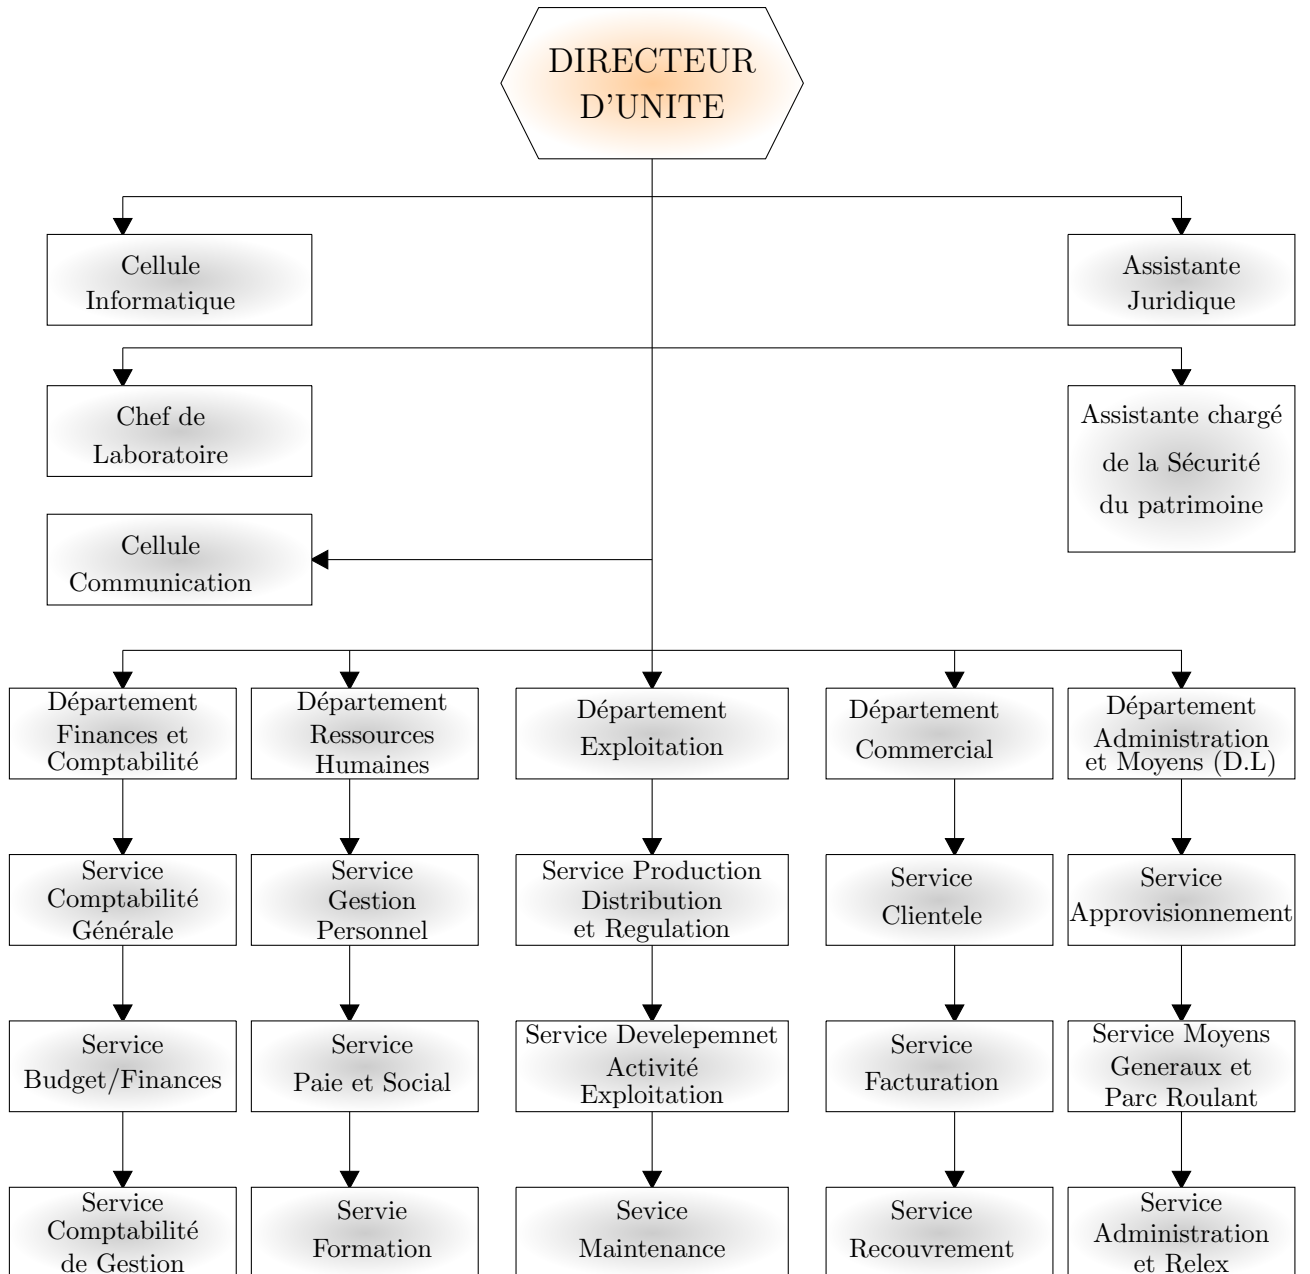 DIRECTEUR
D'UNITE
Cellule
Informatique
Assistante
Juridique
Chef de
Laboratoire
Assistante chargé
de la Sécurité
du patrimoine
Cellule
Communication
Département
Finances et
Comptabilité
Département
Ressources
Humaines
Département
Exploitation
Département
Commercial
Département
Administration
et Moyens (D.L)
Service
Comptabilité
Générale
Service
Gestion
Personnel
Service Production
Distribution
et Regulation
Service
Clientele
Service
Approvisionnement
Service
Budget/Finances
Service
Paie et Social
Service Develepemnet
Activité
Exploitation
Service
Facturation
Service Moyens
Generaux et
Parc Roulant
Service
Comptabilité
de Gestion
Servie
Formation
Sevice
Maintenance
Service
Recouvrement
Service
Administration
et Relex